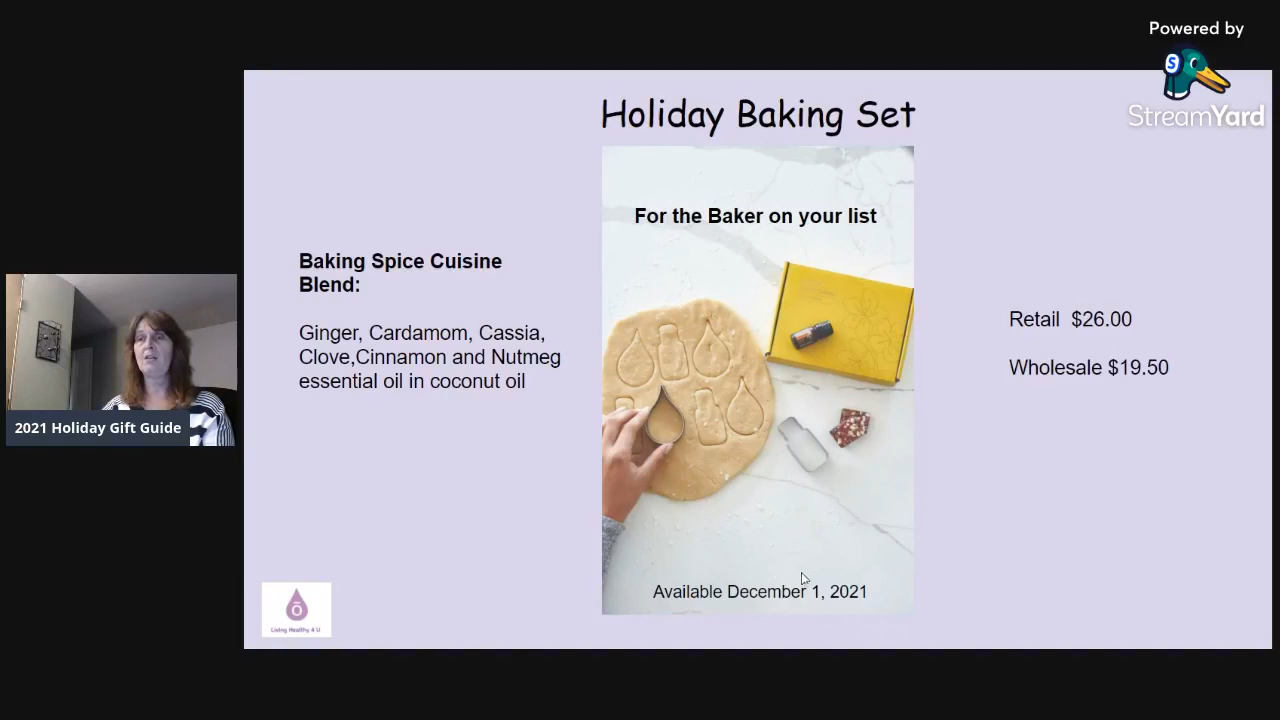 Powered by
StreamYard
Holiday Baking Set
For the Baker on your list
Baking Spice Cuisine
Blend:
Ginger, Cardamom, Cassia,
Clove,Cinnamon and Nutmeg
essential oil in coconut oil
Retail $26.00
Wholesale $19.50
2021 Holiday Gift Guide
Available December 1, 2021
Living Healthy 4 U